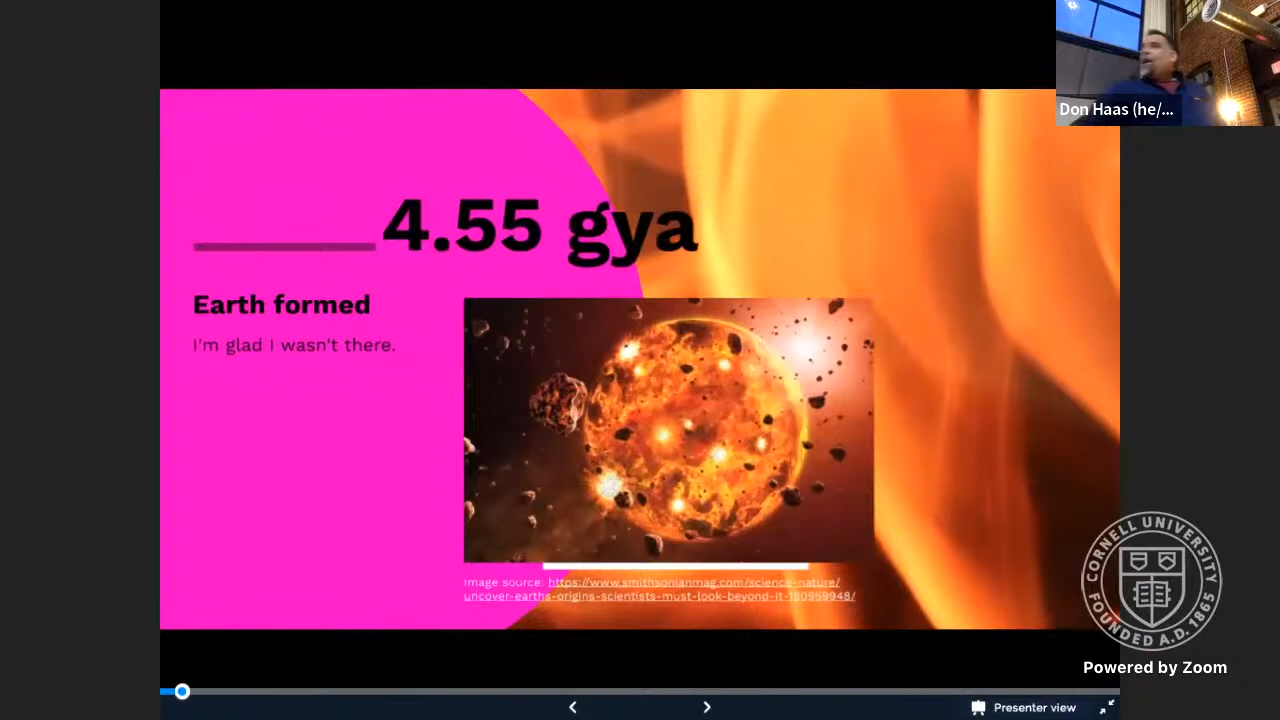 Don Haas (he/...
4.55 gya
Earth formed
I'm glad I wasn't there.
Image source: https://www.smithsonianmag.com/science-nature/
uncover-earths-origins-scientists-must-look-beyond-it-180959948/
CORNELL UNIVERSITY
FOUNDED A.D. 1865
Powered by Zoom
Presenter view